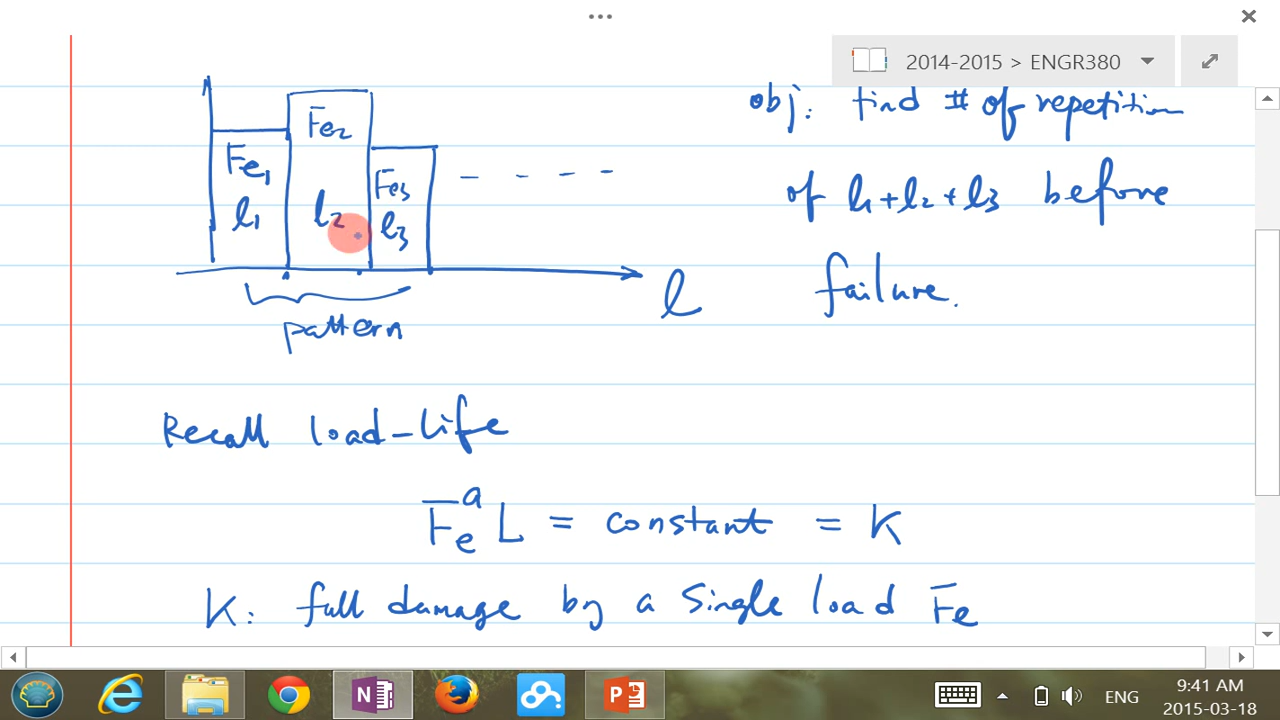 2014-2015 > ENGR380
obj: find # of repetition
of l1+l2+l3 before
failure.
Fe1
l1
Fe2
l2
Fe3
l3
l
pattern
Recall load-life
Fe^a L = constant = K
K: full damage by a single load Fe
ENG
9:41 AM
2015-03-18